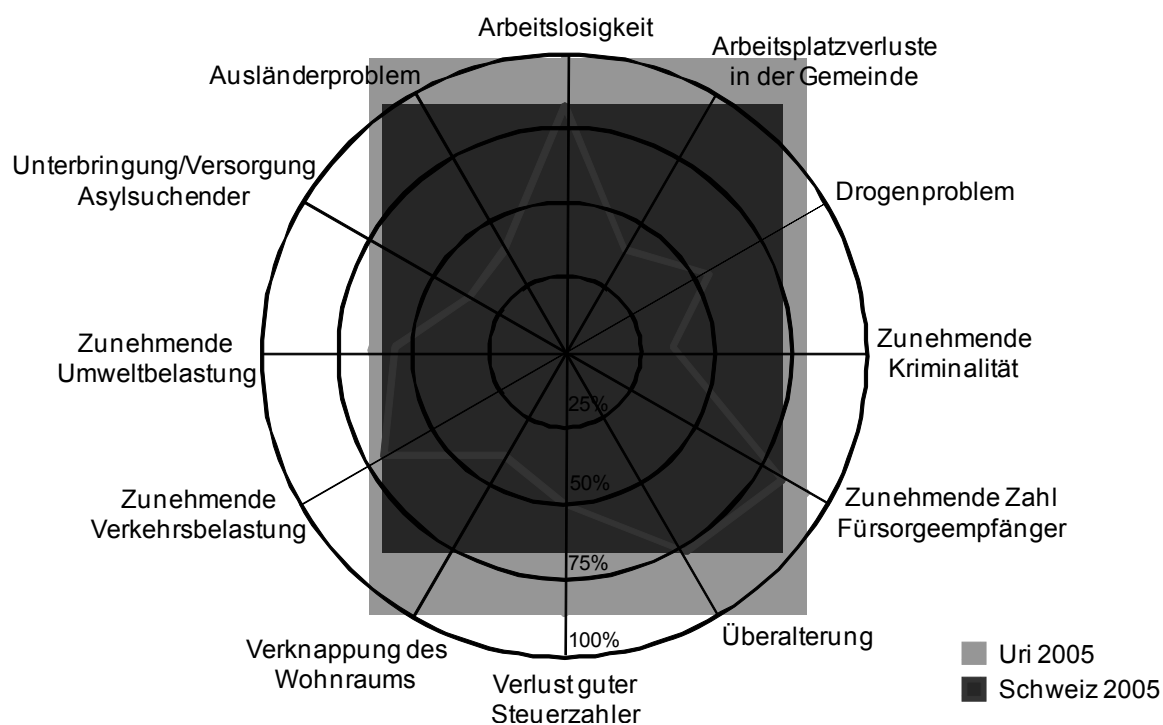 Arbeitslosigkeit
Arbeitsplatzverluste
in der Gemeinde
Ausländerproblem
Unterbringung/Versorgung
Asylsuchender
Drogenproblem
Zunehmende
Umweltbelastung
Zunehmende
Kriminalität
25%
50%
75%
100%
Zunehmende
Verkehrsbelastung
Zunehmende Zahl
Fürsorgeempfänger
Verknappung des
Wohnraums
Verlust guter
Steuerzahler
Überalterung
Uri 2005
Schweiz 2005